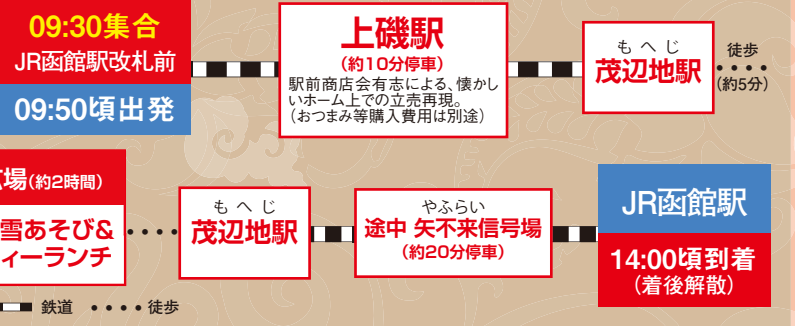 09:30集合
JR函館駅改札前
09:50頃出発
上磯駅
(約10分停車)
駅前商店会有志による、懐かし
いホーム上での立売再現。
(おつまみ等購入費用は別途)
もへじ
茂辺地駅
徒歩
(約5分)
場(約2時間)
雪あそび&
ィーランチ
もへじ
茂辺地駅
やふらい
途中 矢不来信号場
(約20分停車)
JR函館駅
14:00頃到着
(着後解散)
鉄道
徒歩